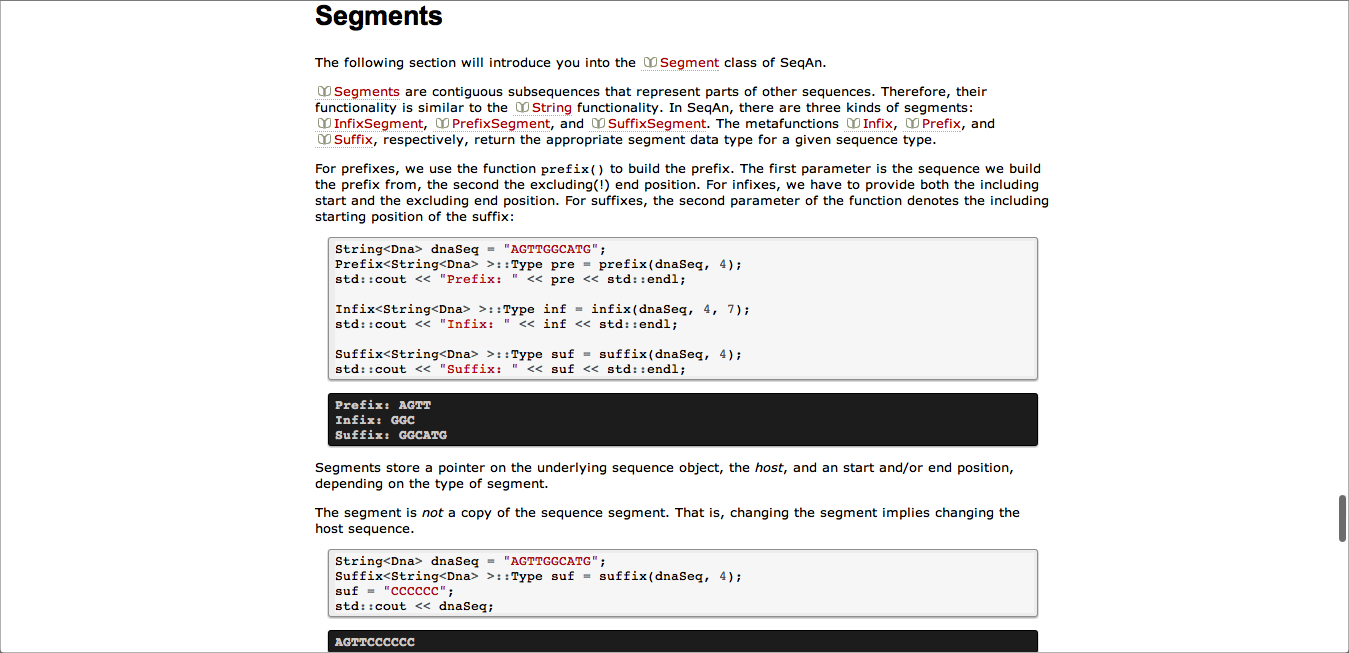 Segments
The following section will introduce you into the Segment class of SeqAn.
Segments are contiguous subsequences that represent parts of other sequences. Therefore, their
functionality is similar to the String functionality. In SeqAn, there are three kinds of segments:
InfixSegment, PrefixSegment, and SuffixSegment. The metafunctions Infix, Prefix, and
Suffix, respectively, return the appropriate segment data type for a given sequence type.
For prefixes, we use the function prefix() to build the prefix. The first parameter is the sequence we build
the prefix from, the second the excluding(!) end position. For infixes, we have to provide both the including
start and the excluding end position. For suffixes, the second parameter of the function denotes the including
starting position of the suffix:
String<Dna> dnaSeq = "AGTTGGCATG";
Prefix<String<Dna> >::Type pre = prefix(dnaSeq, 4);
std::cout << "Prefix: " << pre << std::endl;
Infix<String<Dna> >::Type inf = infix(dnaSeq, 4, 7);
std::cout << "Infix: " << inf << std::endl;
Suffix<String<Dna> >::Type suf = suffix(dnaSeq, 4);
std::cout << "Suffix: " << suf << std::endl;
Prefix: AGTT
Infix: GGC
Suffix: GGCATG
Segments store a pointer on the underlying sequence object, the host, and an start and/or end position,
depending on the type of segment.
The segment is not a copy of the sequence segment. That is, changing the segment implies changing the
host sequence.
String<Dna> dnaSeq = "AGTTGGCATG";
Suffix<String<Dna> >::Type suf = suffix(dnaSeq, 4);
suf = "CCCCCC";
std::cout << dnaSeq;
AGTTCCCCCC